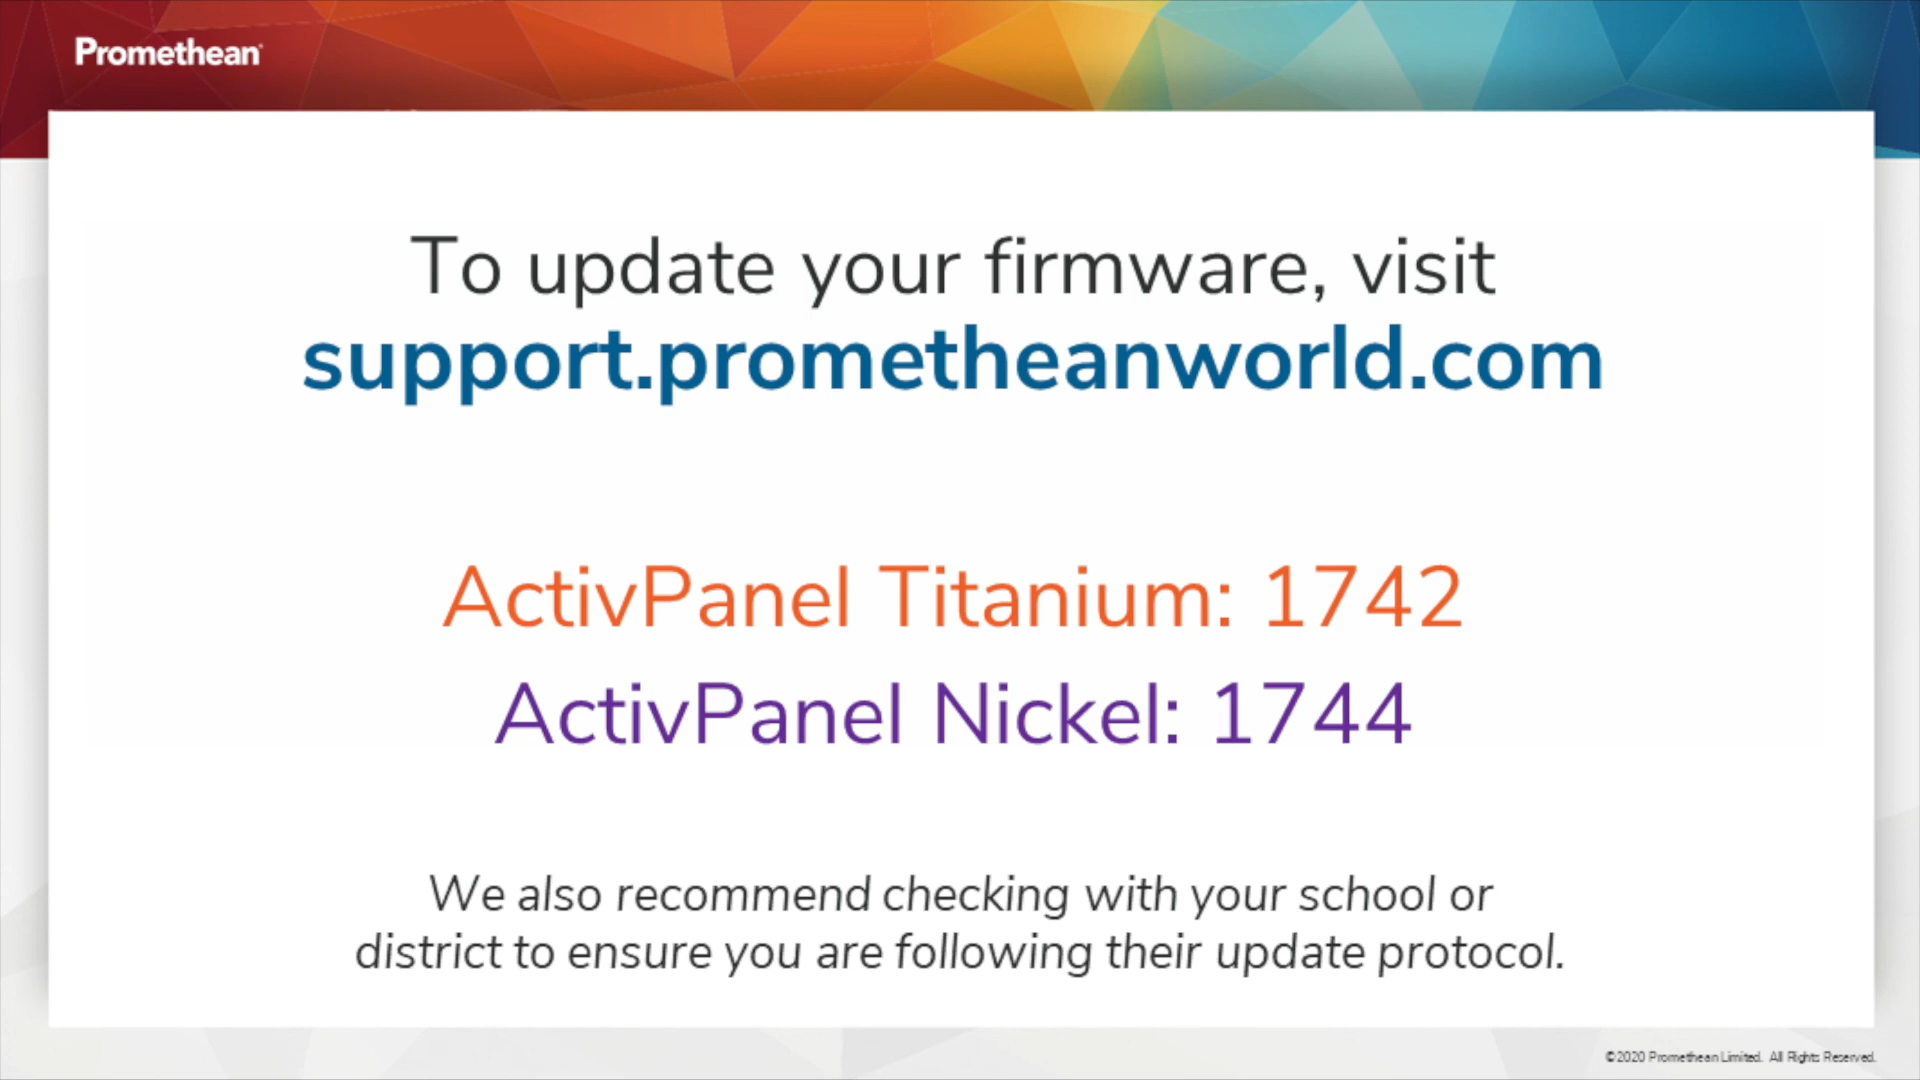 Promethean
To update your firmware, visit
support.prometheanworld.com
ActivPanel Titanium: 1742
ActivPanel Nickel: 1744
We also recommend checking with your school or
district to ensure you are following their update protocol.
©2020 Promethean Limited. All Rights Reserved.